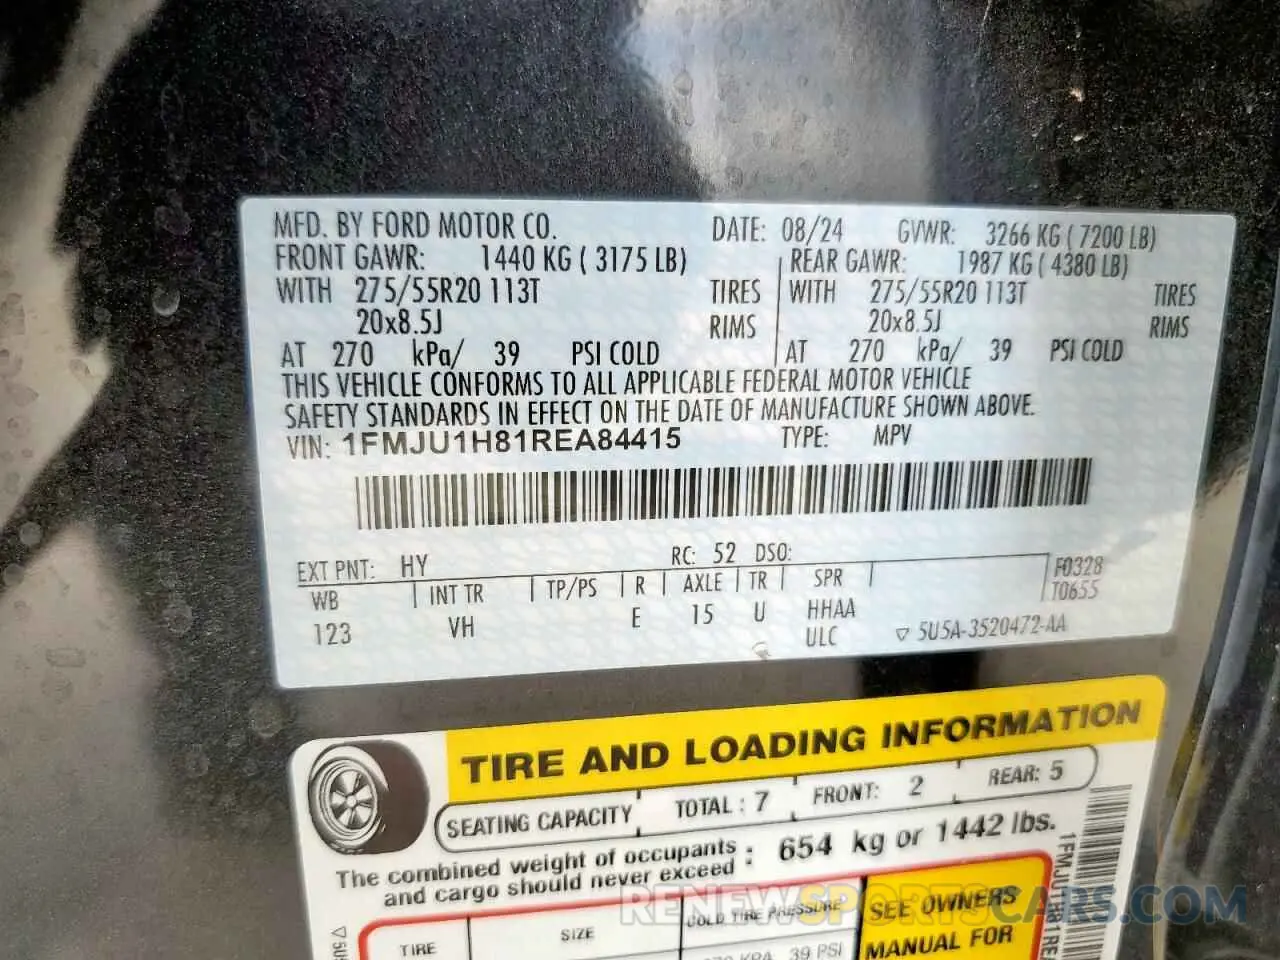 MFD. BY FORD MOTOR CO. DATE: 08/24 GVWR: 3266 KG ( 7200 LB)
FRONT GAWR: 1440 KG ( 3175 LB) REAR GAWR: 1987 KG ( 4380 LB)
WITH 275/55R20 113T TIRES WITH 275/55R20 113T TIRES
20x8.5J RIMS 20x8.5J RIMS
AT 270 kPa/ 39 PSI COLD AT 270 kPa/ 39 PSI COLD
THIS VEHICLE CONFORMS TO ALL APPLICABLE FEDERAL MOTOR VEHICLE
SAFETY STANDARDS IN EFFECT ON THE DATE OF MANUFACTURE SHOWN ABOVE.
VIN: 1FMJU1H81REA84415 TYPE: MPV
EXT PNT: HY RC: 52 DSO: F0328
WB INT TR TP/PS R AXLE TR SPR T0655
123 VH E 15 U HHAA
ULC ▽ 5U5A-3520472-AA
TIRE AND LOADING INFORMATION
SEATING CAPACITY TOTAL : 7 FRONT: 2 REAR: 5
The combined weight of occupants : 654 kg or 1442 lbs.
and cargo should never exceed
TIRE SIZE COLD TIRE PRESSURE SEE OWNERS
39 PSI MANUAL FOR
1FMJU1H81REA
▽ 5U5
RENEWSPORTSCARS.COM